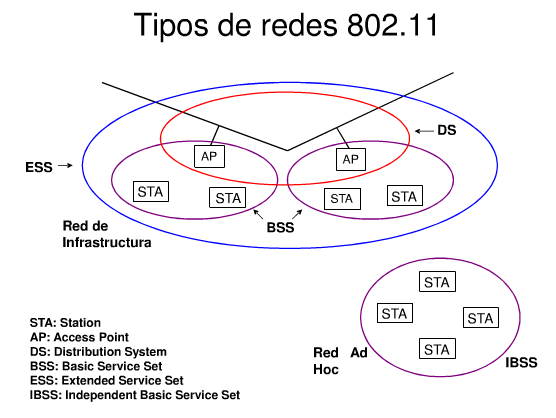 Tipos de redes 802.11
DS
AP
AP
ESS
STA
STA
STA
STA
BSS
Red de
Infrastructura
STA
STA
STA
STA
Red Ad
Hoc
IBSS
STA: Station
AP: Access Point
DS: Distribution System
BSS: Basic Service Set
ESS: Extended Service Set
IBSS: Independent Basic Service Set